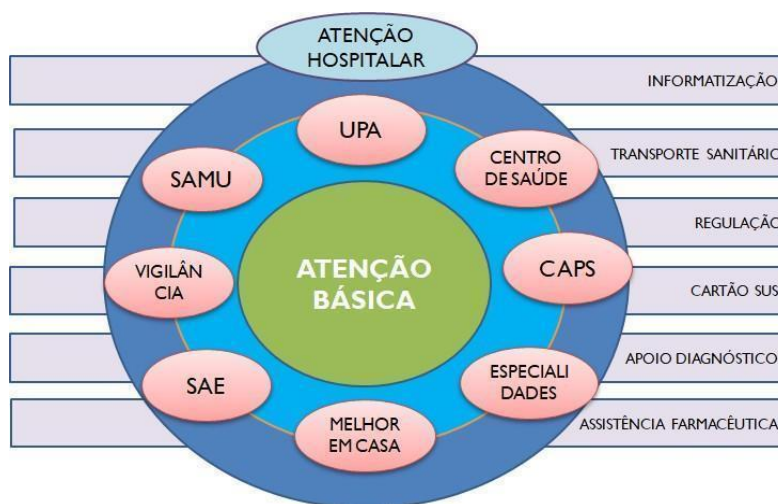 ATENÇÃO
HOSPITALAR
INFORMATIZAÇÃO
UPA
CENTRO
DE SAÚDE
TRANSPORTE SANITÁRIO
SAMU
REGULAÇÃO
ATENÇÃO
BÁSICA
VIGILÂN
CIA
CAPS
CARTÃO SUS
APOIO DIAGNÓSTICO
SAE
ESPECIALI
DADES
MELHOR
EM CASA
ASSISTÊNCIA FARMACÊUTICA